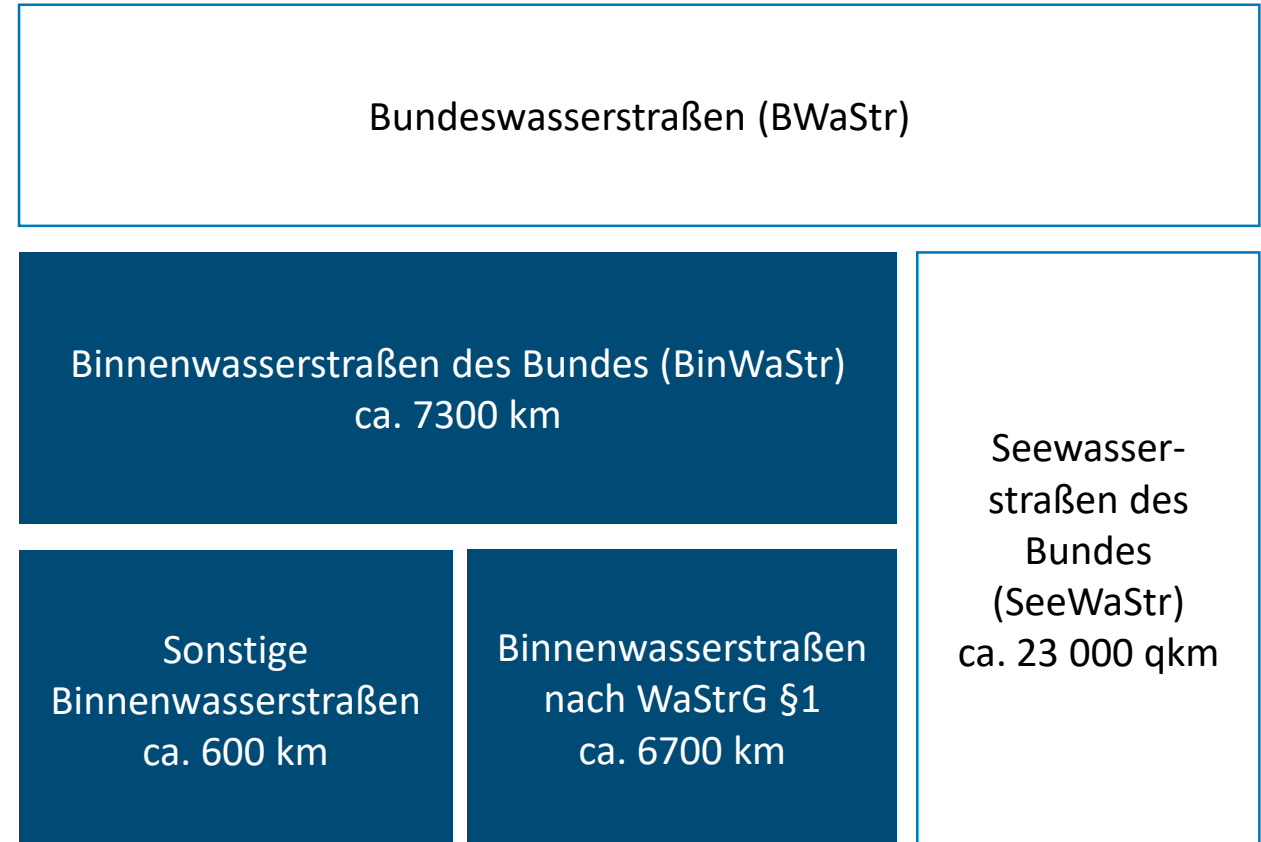 Bundeswasserstraßen (BWaStr)
Binnenwasserstraßen des Bundes (BinWaStr)
ca. 7300 km
Sonstige
Binnenwasserstraßen
ca. 600 km
Binnenwasserstraßen
nach WaStrG §1
ca. 6700 km
Seewasser-
straßen des
Bundes
(SeeWaStr)
ca. 23 000 qkm